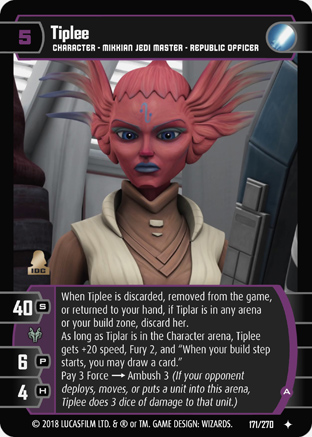 5 Tiplee
CHARACTER • MIKKIAN JEDI MASTER • REPUBLIC OFFICER
IDC
40 S
6 P
4 H
When Tiplee is discarded, removed from the game,
or returned to your hand, if Tiplar is in any arena
or your build zone, discard her.
As long as Tiplar is in the Character arena, Tiplee
gets +20 speed, Fury 2, and “When your build step
starts, you may draw a card.”
Pay 3 Force → Ambush 3 (If your opponent
deploys, moves, or puts a unit into this arena,
Tiplee does 3 dice of damage to that unit.)
A
© 2018 LUCASFILM LTD. & ® or TM. GAME DESIGN: WIZARDS. 171/270